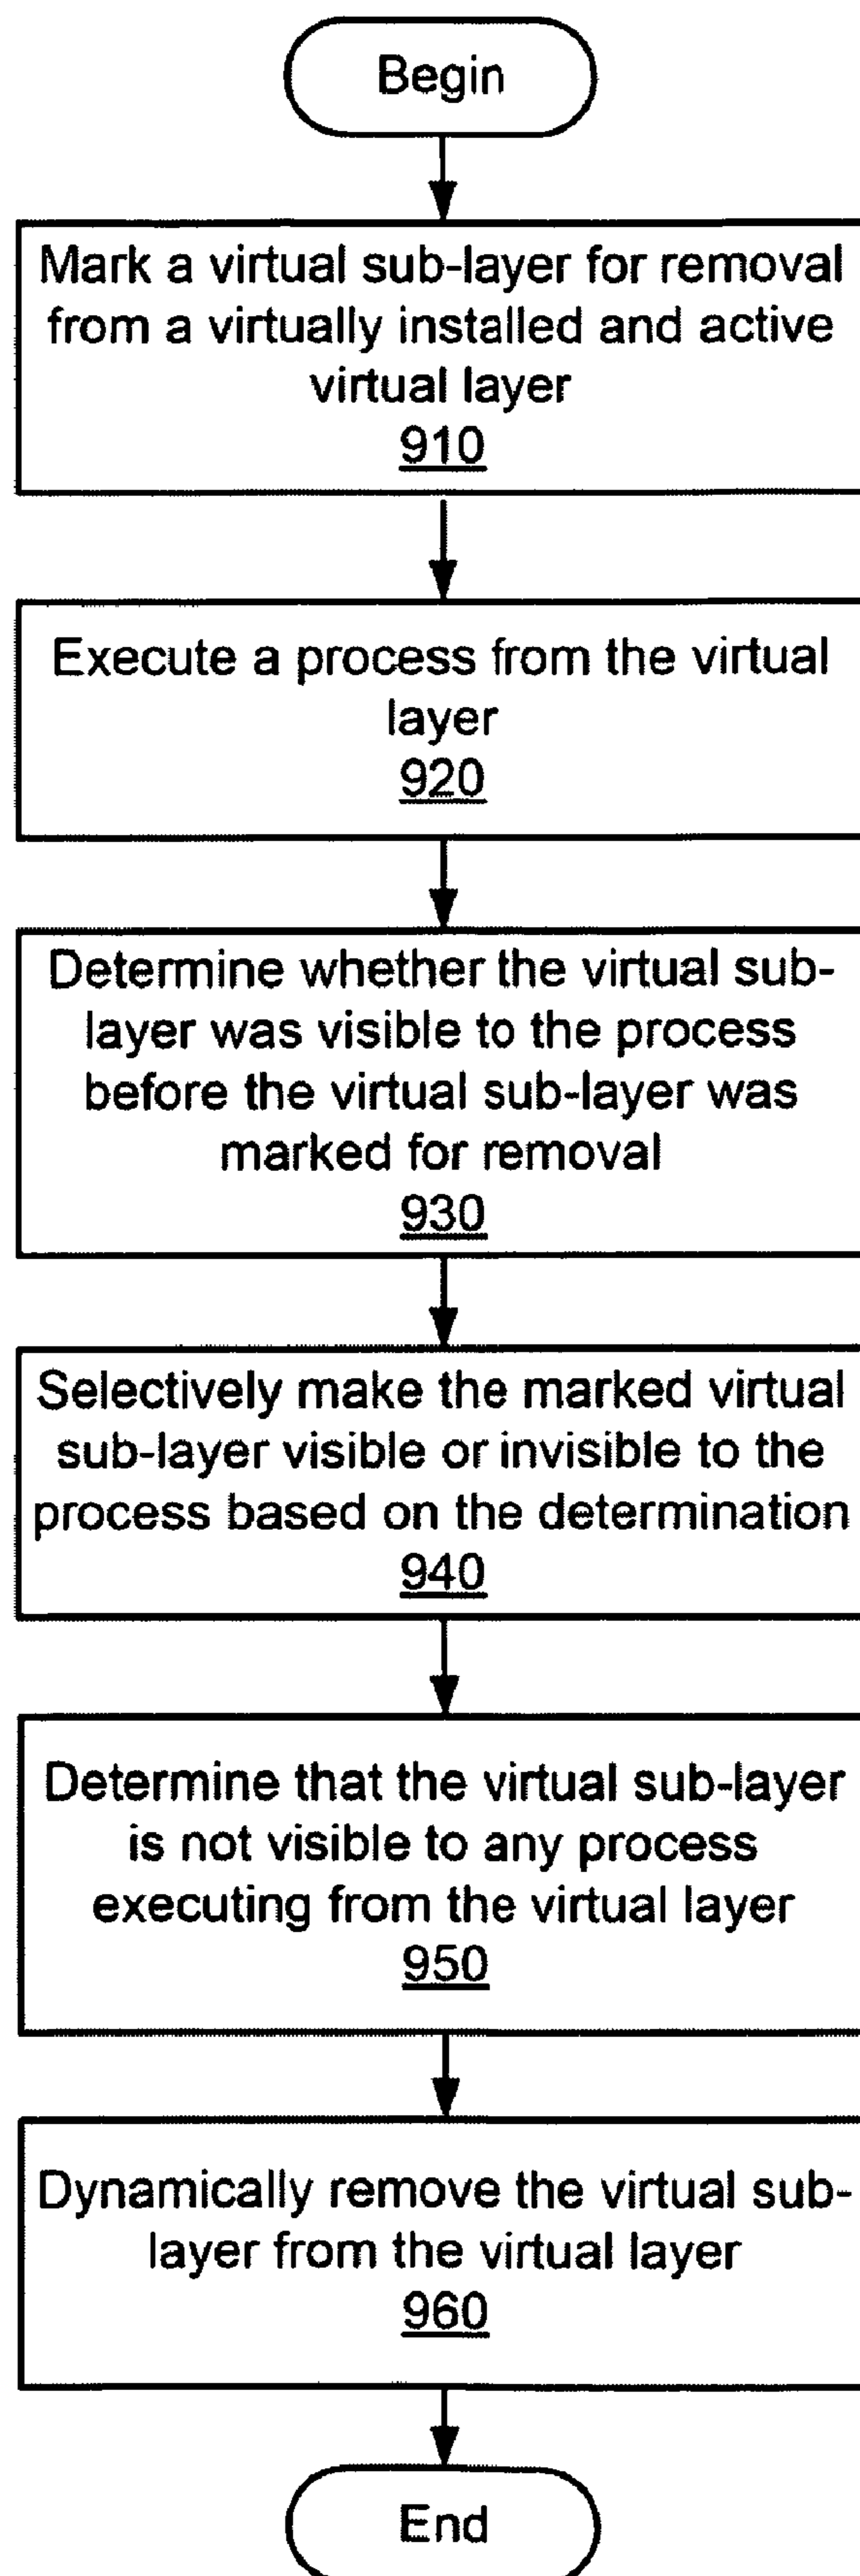 Begin
Mark a virtual sub-layer for removal
from a virtually installed and active
virtual layer
910
Execute a process from the virtual
layer
920
Determine whether the virtual sub-
layer was visible to the process
before the virtual sub-layer was
marked for removal
930
Selectively make the marked virtual
sub-layer visible or invisible to the
process based on the determination
940
Determine that the virtual sub-layer
is not visible to any process
executing from the virtual layer
950
Dynamically remove the virtual sub-
layer from the virtual layer
960
End